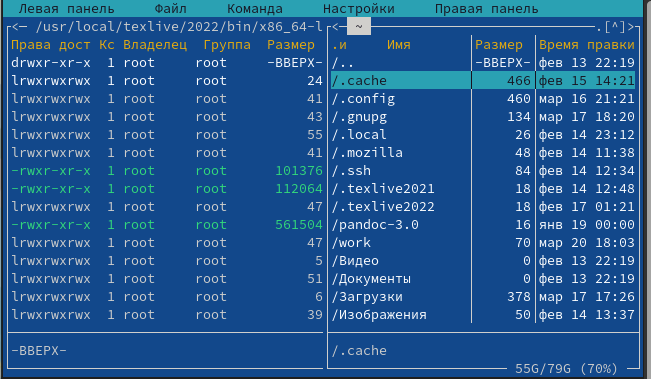 Левая панель Файл Команда Настройки Правая панель
<— /usr/local/texlive/2022/bin/x86_64-l <— ~ .[^]>
Права дост Кс Владелец Группа Размер .и Имя Размер Время правки
drwxr-xr-x 1 root root -ВВЕРХ- /.. -ВВЕРХ- фев 13 22:19
lrwxrwxrwx 1 root root 24 /.cache 466 фев 15 14:21
lrwxrwxrwx 1 root root 41 /.config 460 мар 16 21:21
lrwxrwxrwx 1 root root 43 /.gnupg 134 мар 17 18:20
lrwxrwxrwx 1 root root 55 /.local 26 фев 14 23:12
lrwxrwxrwx 1 root root 41 /.mozilla 48 фев 14 11:38
-rwxr-xr-x 1 root root 101376 /.ssh 84 фев 14 12:34
-rwxr-xr-x 1 root root 112064 /.texlive2021 18 фев 14 12:48
lrwxrwxrwx 1 root root 47 /.texlive2022 18 фев 17 01:21
-rwxr-xr-x 1 root root 561504 /pandoc-3.0 16 янв 19 00:00
lrwxrwxrwx 1 root root 47 /work 70 мар 20 18:03
lrwxrwxrwx 1 root root 5 /Видео 0 фев 13 22:19
lrwxrwxrwx 1 root root 51 /Документы 0 фев 13 22:19
lrwxrwxrwx 1 root root 6 /Загрузки 378 мар 17 17:26
lrwxrwxrwx 1 root root 39 /Изображения 50 фев 14 13:37
-ВВЕРХ- /.cache
55G/79G (70%)